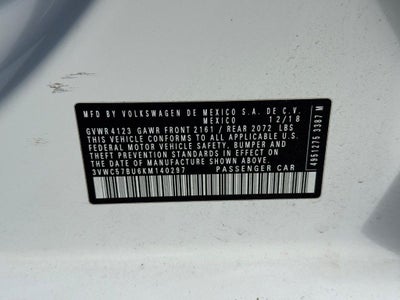 MFD BY VOLKSWAGEN DE MEXICO S.A. DE C.V.
MEXICO 12/18
GVWR 4123 GAWR FRONT 2161 / REAR 2072 LBS
THIS VEHICLE CONFORMS TO ALL APPLICABLE
FEDERAL MOTOR VEHICLE SAFETY, BUMPER AND
THEFT PREVENTION STANDARDS IN EFFECT ON THE
DATE OF MANUFACTURE SHOWN ABOVE.
3VWC57BU6KM140297 PASSENGER CAR
4951275 3387 M